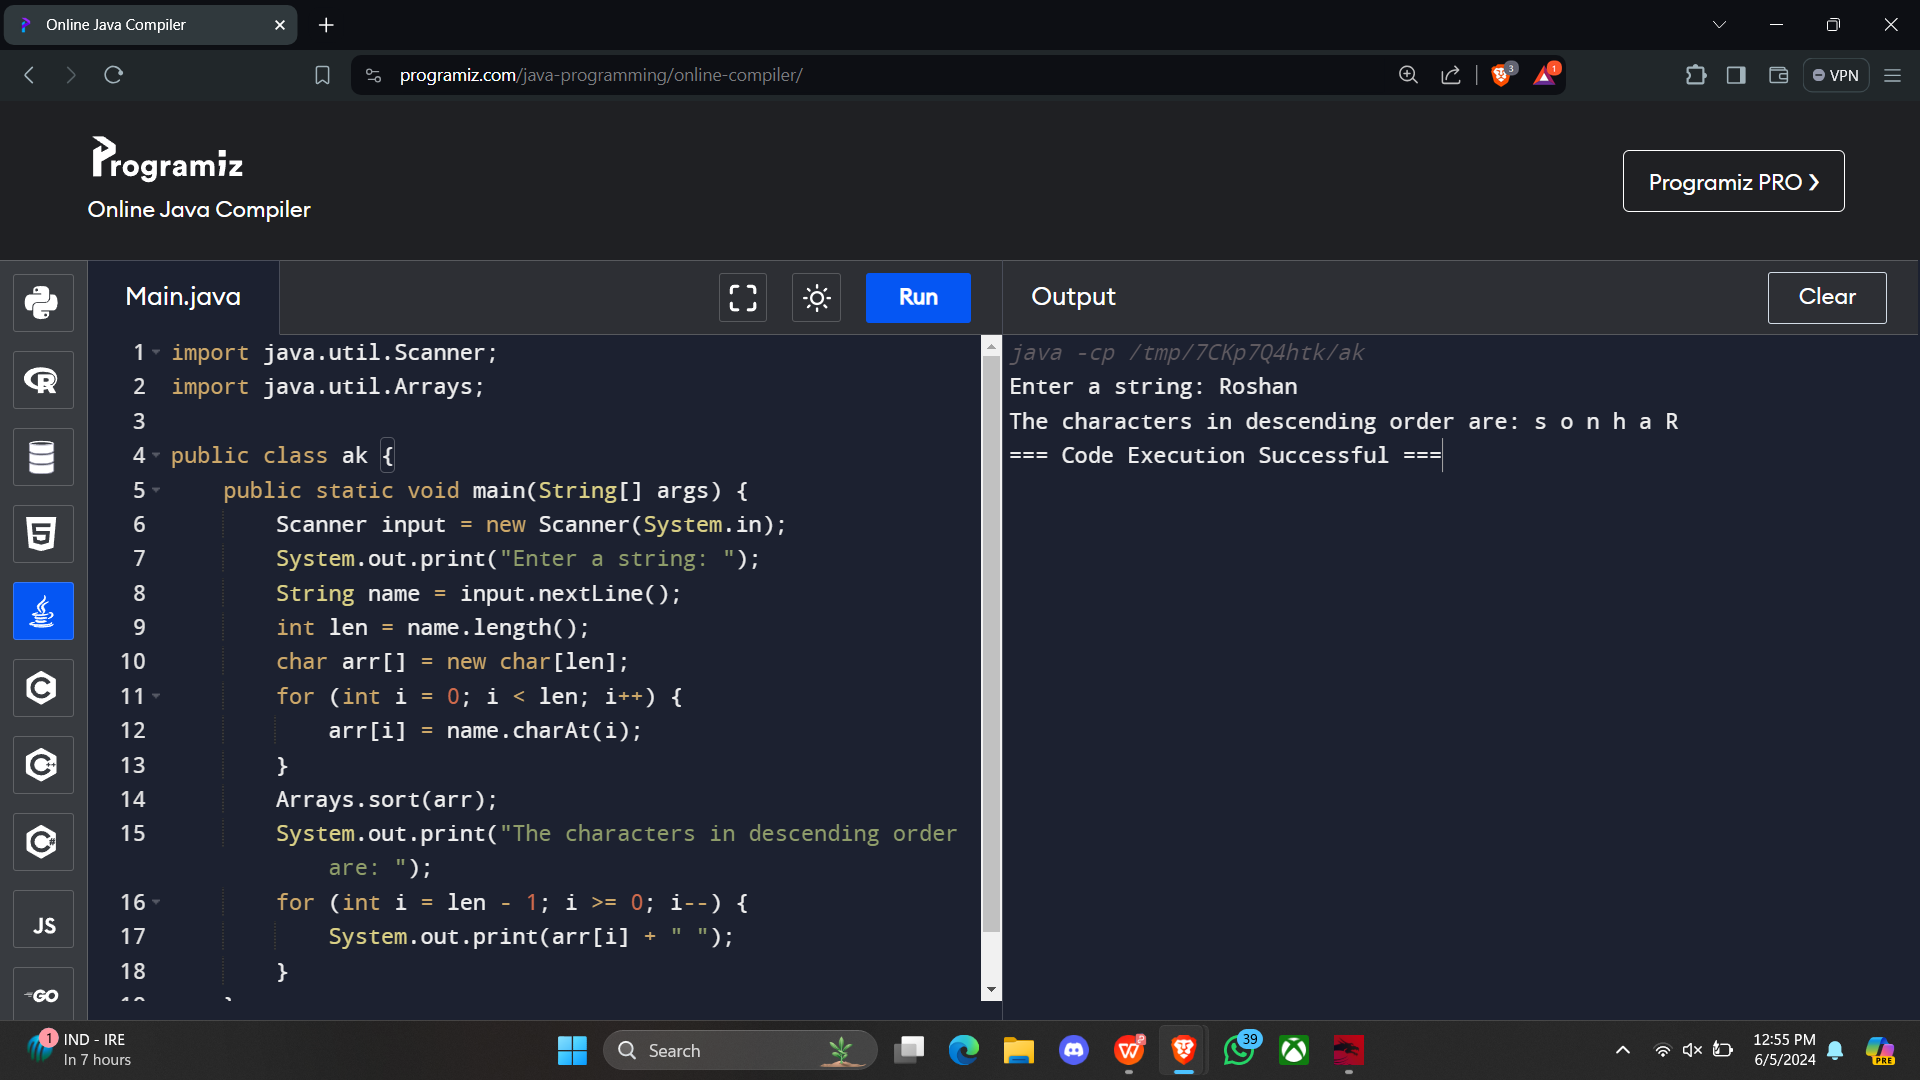 Online Java Compiler
programiz.com/java-programming/online-compiler/
3
1
VPN
Programiz
Online Java Compiler
Programiz PRO ❯
Main.java
Run
Output
Clear
1 import java.util.Scanner;
2 import java.util.Arrays;
3
4 public class ak {
5     public static void main(String[] args) {
6         Scanner input = new Scanner(System.in);
7         System.out.print("Enter a string: ");
8         String name = input.nextLine();
9         int len = name.length();
10         char arr[] = new char[len];
11         for (int i = 0; i < len; i++) {
12             arr[i] = name.charAt(i);
13         }
14         Arrays.sort(arr);
15         System.out.print("The characters in descending order
            are: ");
16         for (int i = len - 1; i >= 0; i--) {
17             System.out.print(arr[i] + " ");
18         }
java -cp /tmp/7CKp7Q4htk/ak
Enter a string: Roshan
The characters in descending order are: s o n h a R
=== Code Execution Successful ===
R
5
C
C++
C#
JS
GO
1
IND - IRE
In 7 hours
Search
39
12:55 PM
6/5/2024
PRE